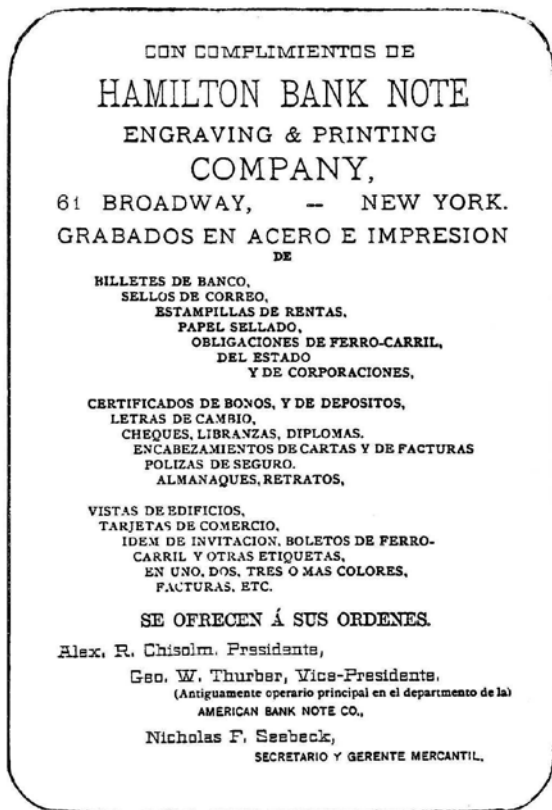 CON COMPLIMIENTOS DE
HAMILTON BANK NOTE
ENGRAVING & PRINTING
COMPANY,
61 BROADWAY, — NEW YORK.
GRABADOS EN ACERO E IMPRESION
DE
BILLETES DE BANCO,
SELLOS DE CORREO,
ESTAMPILLAS DE RENTAS,
PAPEL SELLADO,
OBLIGACIONES DE FERRO-CARRIL,
DEL ESTADO
Y DE CORPORACIONES,
CERTIFICADOS DE BONOS, Y DE DEPOSITOS,
LETRAS DE CAMBIO,
CHEQUES, LIBRANZAS, DIPLOMAS.
ENCABEZAMIENTOS DE CARTAS Y DE FACTURAS
POLIZAS DE SEGURO.
ALMANAQUES, RETRATOS,
VISTAS DE EDIFICIOS,
TARJETAS DE COMERCIO,
IDEM DE INVITACION, BOLETOS DE FERRO-
CARRIL Y OTRAS ETIQUETAS,
EN UNO, DOS, TRES O MAS COLORES,
FACTURAS, ETC.
SE OFRECEN Á SUS ORDENES.
Alex. R. Chisolm, Presidente,
Geo. W. Thurber, Vice-Presidente.
(Antiguamente operario principal en el departmento de la)
AMERICAN BANK NOTE CO.,
Nicholas F. Seebeck,
SECRETARIO Y GERENTE MERCANTIL.